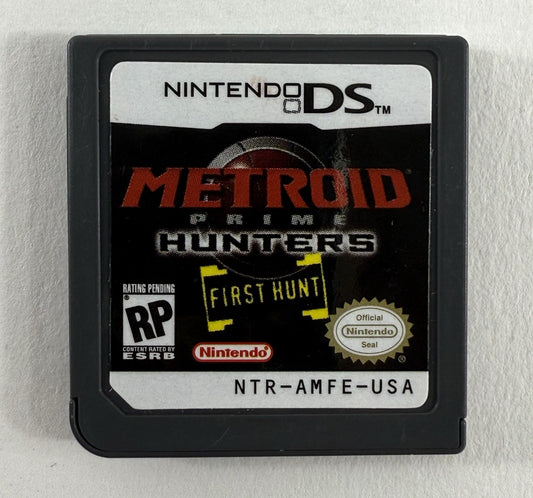 NINTENDO DS™
METROID®
PRIME
HUNTERS
FIRST HUNT
RATING PENDING
RP
CONTENT RATED BY
ESRB
Nintendo®
Official
Nintendo
Seal
®
NTR-AMFE-USA